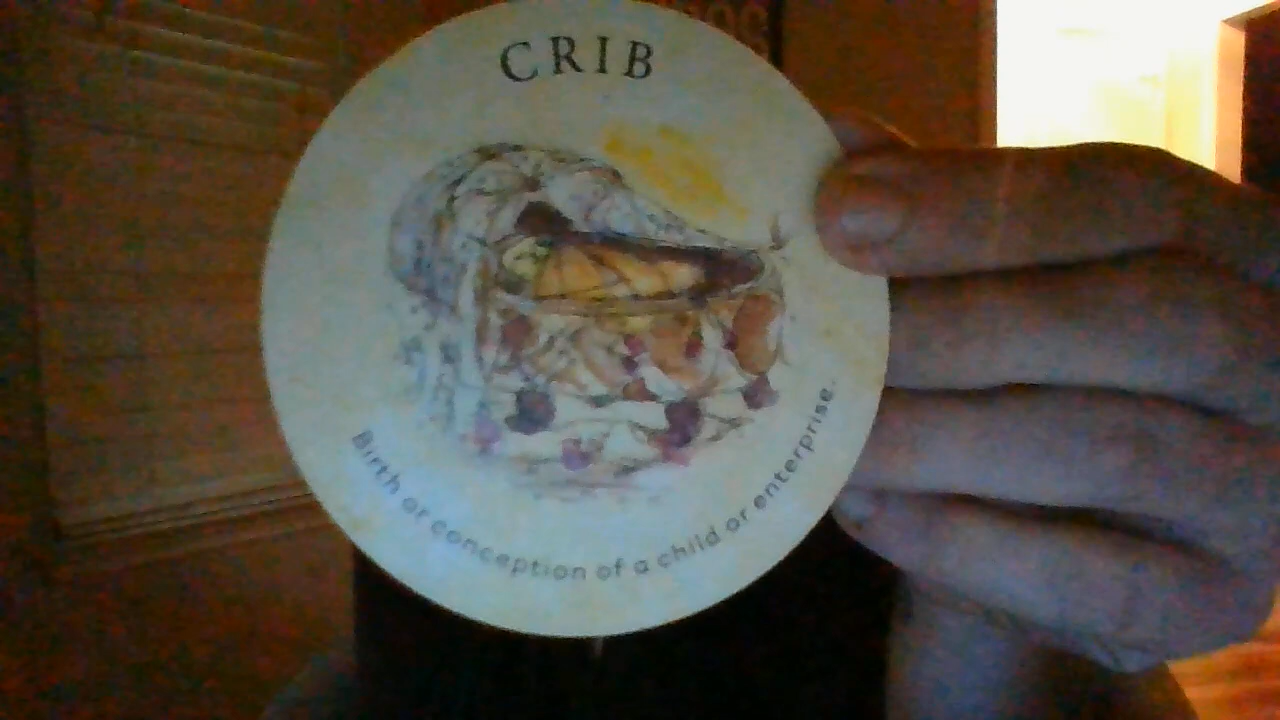 CRIB
Birth or conception of a child or enterprise.